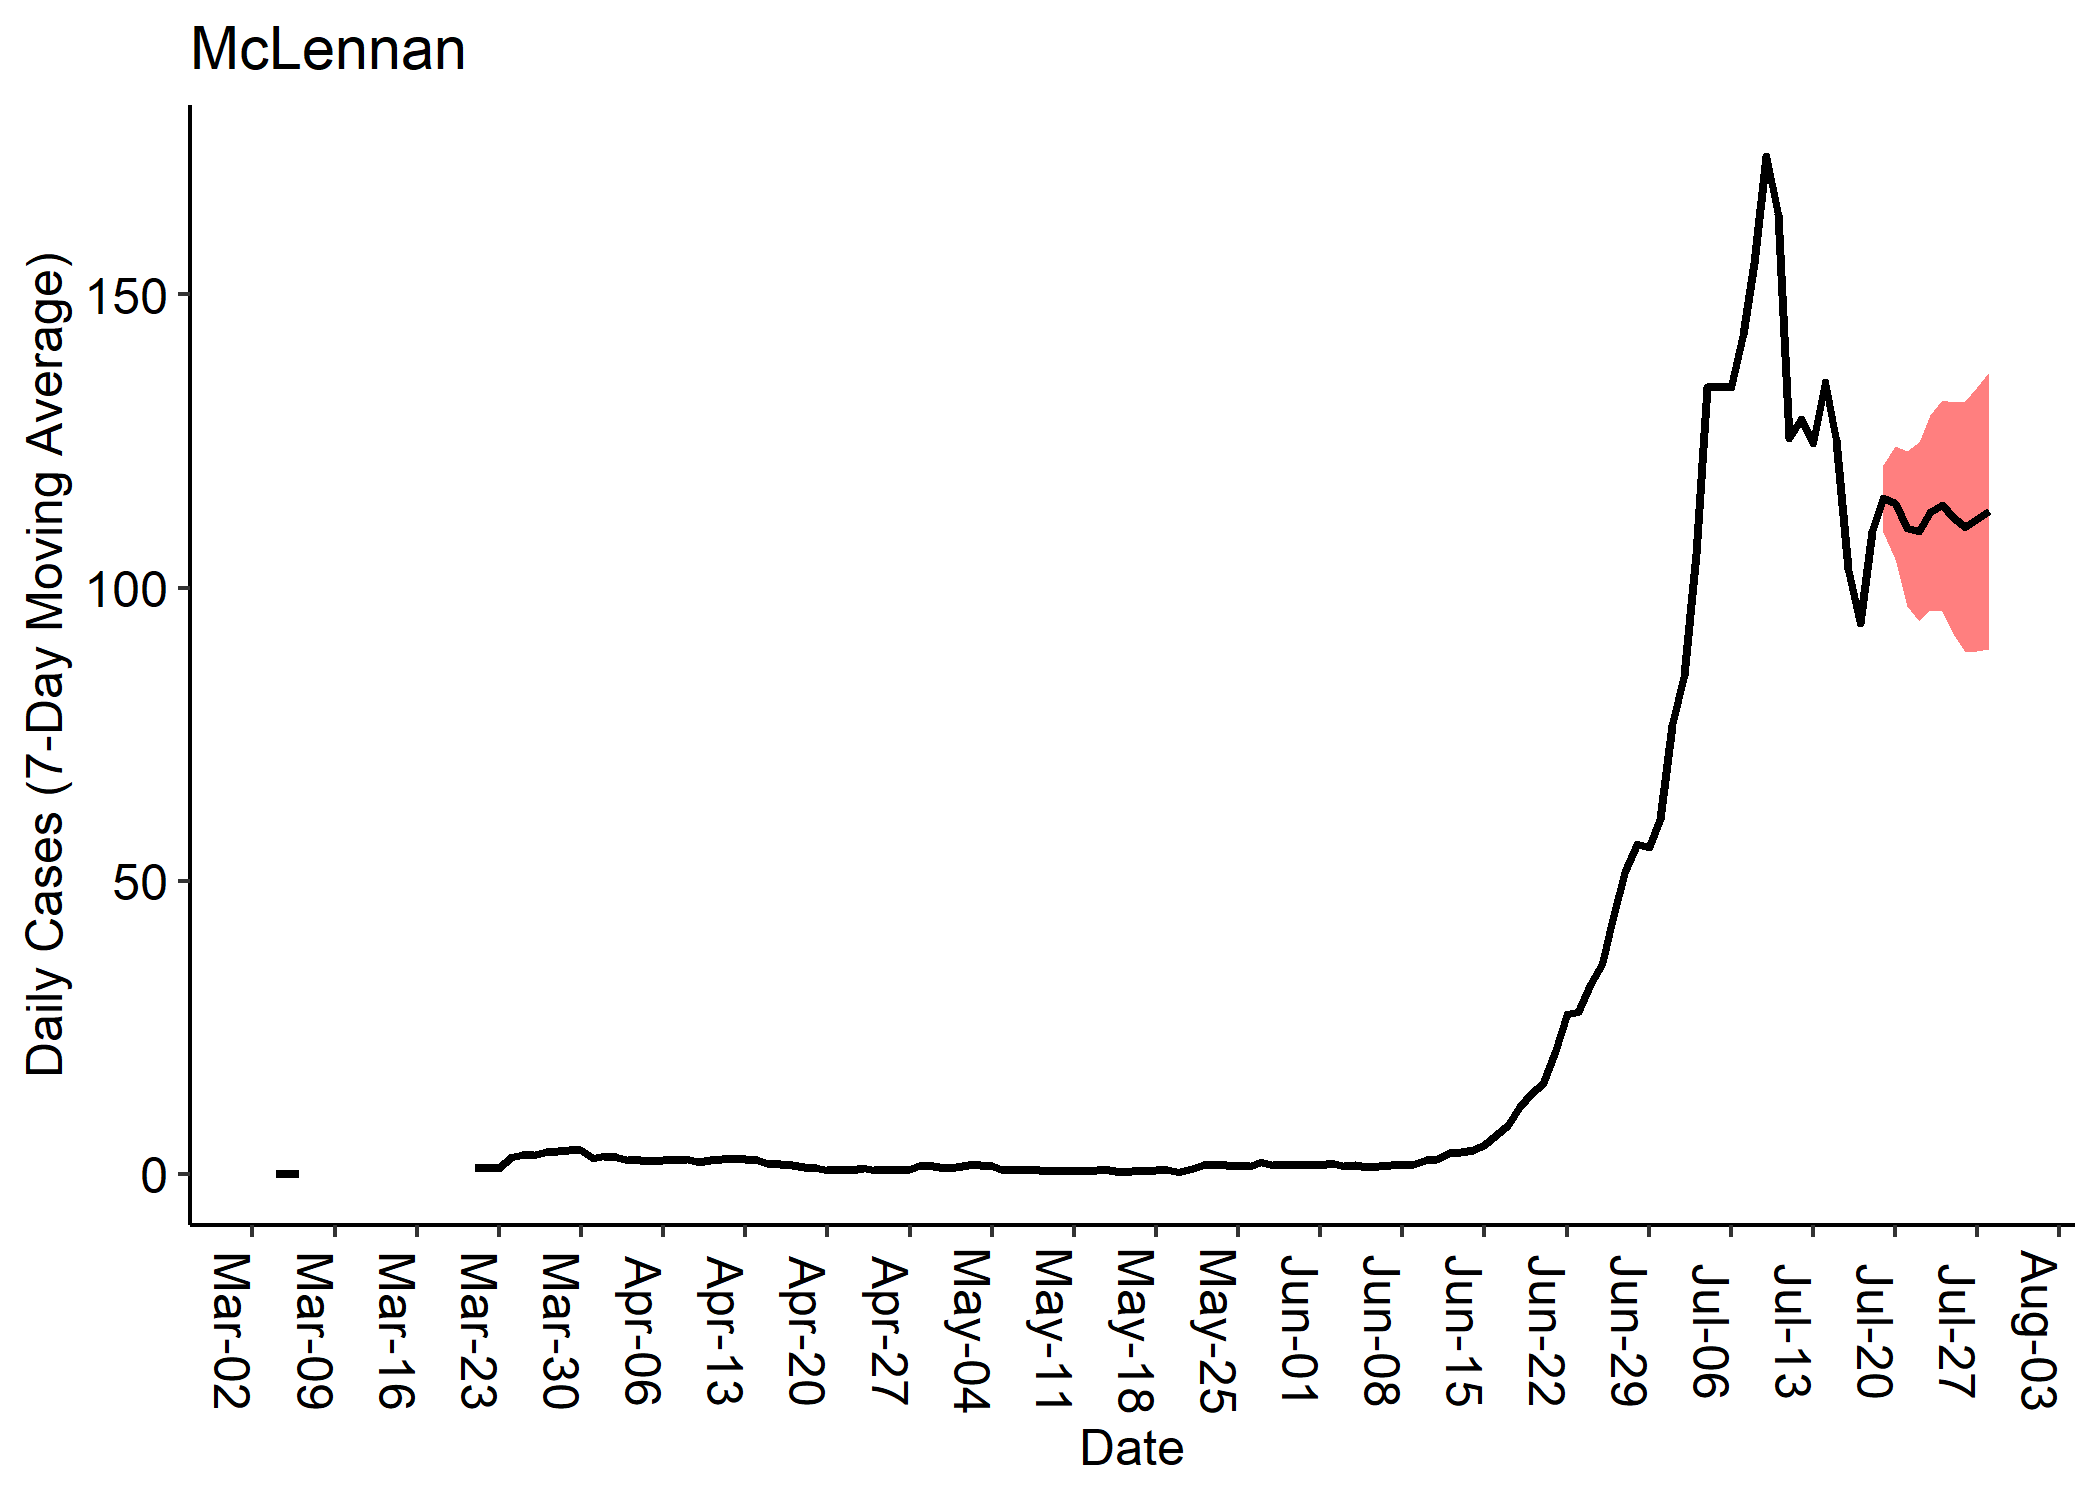 McLennan
Daily Cases (7-Day Moving Average)
150
100
50
0
Mar-02
Mar-09
Mar-16
Mar-23
Mar-30
Apr-06
Apr-13
Apr-20
Apr-27
May-04
May-11
May-18
May-25
Jun-01
Jun-08
Jun-15
Jun-22
Jun-29
Jul-06
Jul-13
Jul-20
Jul-27
Aug-03
Date